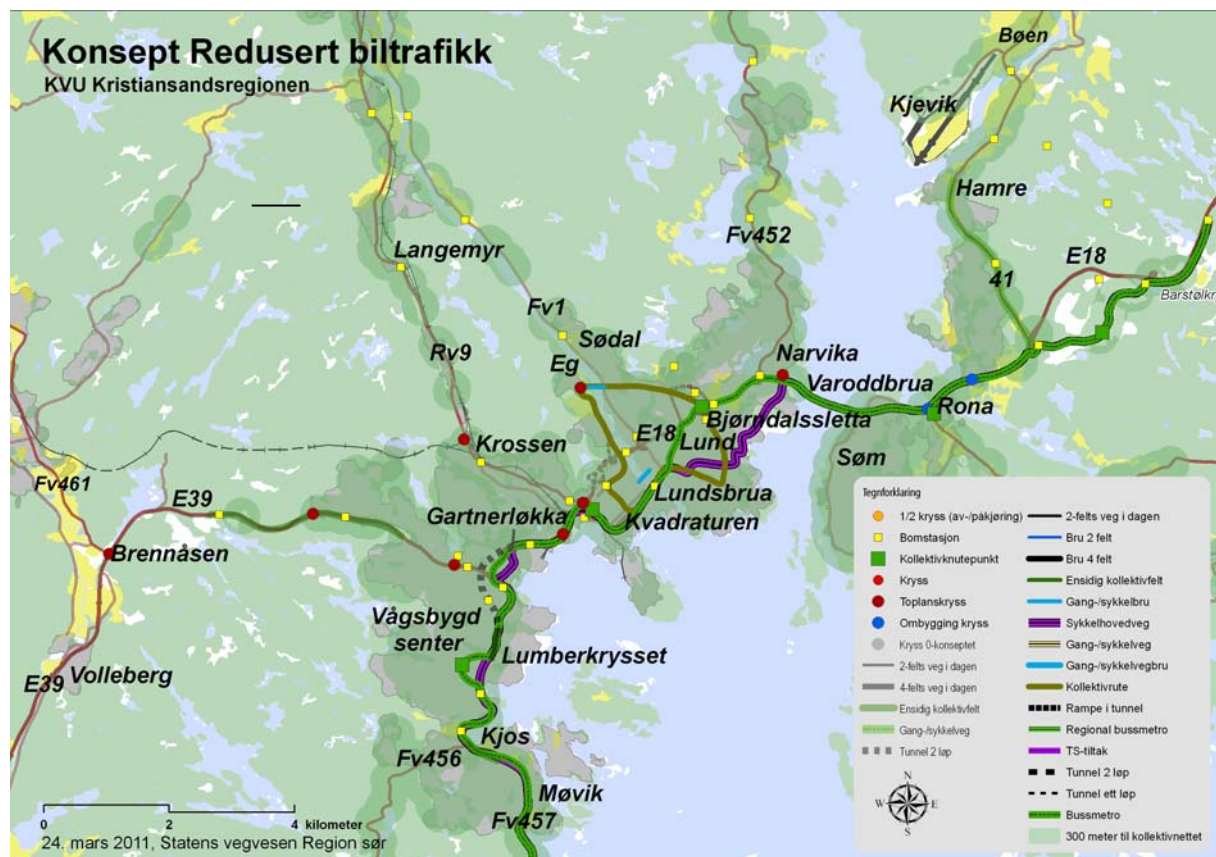 Konsept Redusert biltrafikk
KVU Kristiansandsregionen
Bøen
Kjevik
Hamre
Langemyr
Fv452
E18
41
Barstølkr
Fv1
Sødal
Rv9
Eg
Narvika
Varoddbrua
Bjørndalssletta
Rona
E18
Lund
Krossen
Søm
Fv461
E39
Lundsbrua
Gartnerløkka
Kvadraturen
Brennåsen
Vågsbygd
senter
Lumberkrysset
Volleberg
E39
Kjos
Fv456
Møvik
Fv457
Tegnforklaring
1/2 kryss (av-/påkjøring)
Bomstasjon
Kollektivknutepunkt
Kryss
Toplanskryss
Ombygging kryss
Kryss 0-konseptet
2-felts veg i dagen
4-felts veg i dagen
Ensidig kollektivfelt
Gang-/sykkelveg
Tunnel 2 løp
2-felts veg i dagen
Bru 2 felt
Bru 4 felt
Ensidig kollektivfelt
Gang-/sykkelbru
Sykkelhovedveg
Gang-/sykkelveg
Gang-/sykkelvegbru
Kollektivrute
Rampe i tunnel
Regional bussmetro
TS-tiltak
Tunnel 2 løp
Tunnel ett løp
Bussmetro
300 meter til kollektivnettet
N
W E
S
0 2 4
kilometer
24. mars 2011, Statens vegvesen Region sør